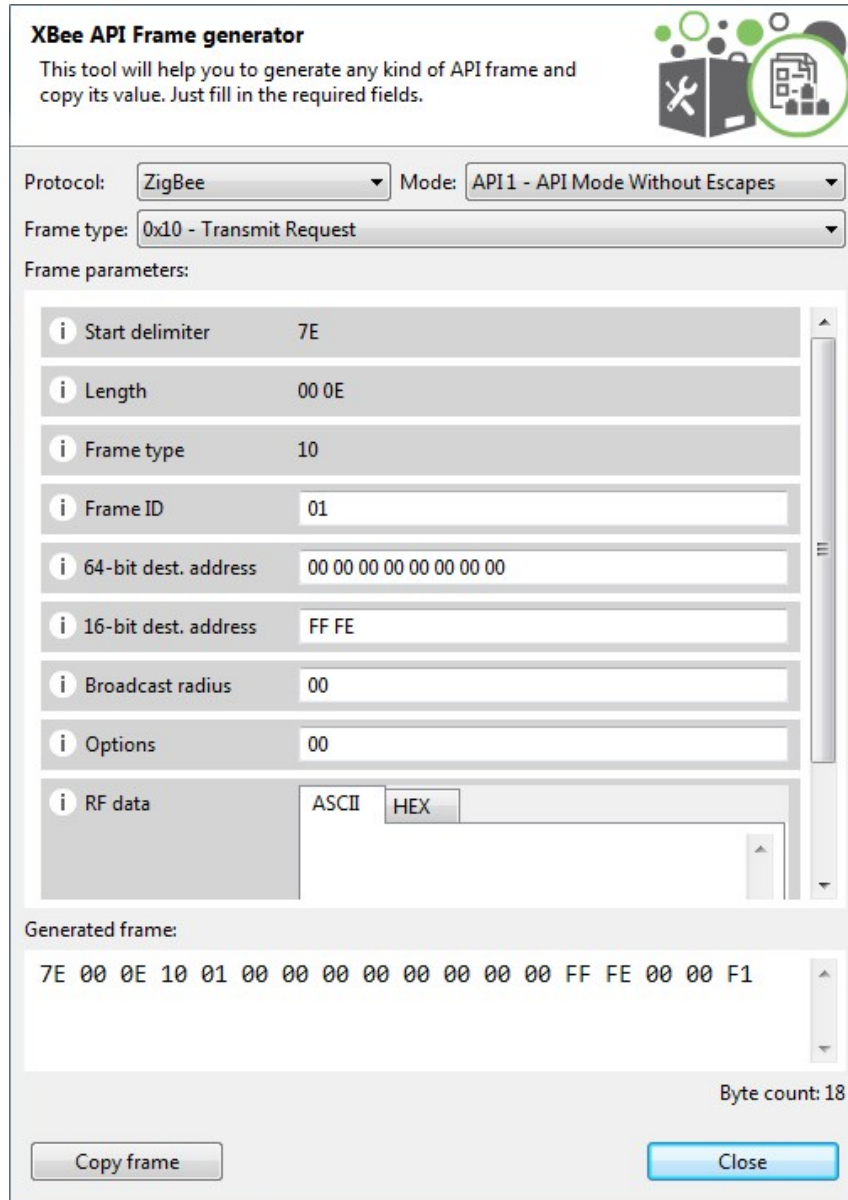 XBee API Frame generator
This tool will help you to generate any kind of API frame and
copy its value. Just fill in the required fields.
Protocol: ZigBee Mode: API 1 - API Mode Without Escapes
Frame type: 0x10 - Transmit Request
Frame parameters:
i Start delimiter 7E
i Length 00 0E
i Frame type 10
i Frame ID 01
i 64-bit dest. address 00 00 00 00 00 00 00 00
i 16-bit dest. address FF FE
i Broadcast radius 00
i Options 00
i RF data ASCII HEX
Generated frame:
7E 00 0E 10 01 00 00 00 00 00 00 00 00 FF FE 00 00 F1
Byte count: 18
Copy frame Close